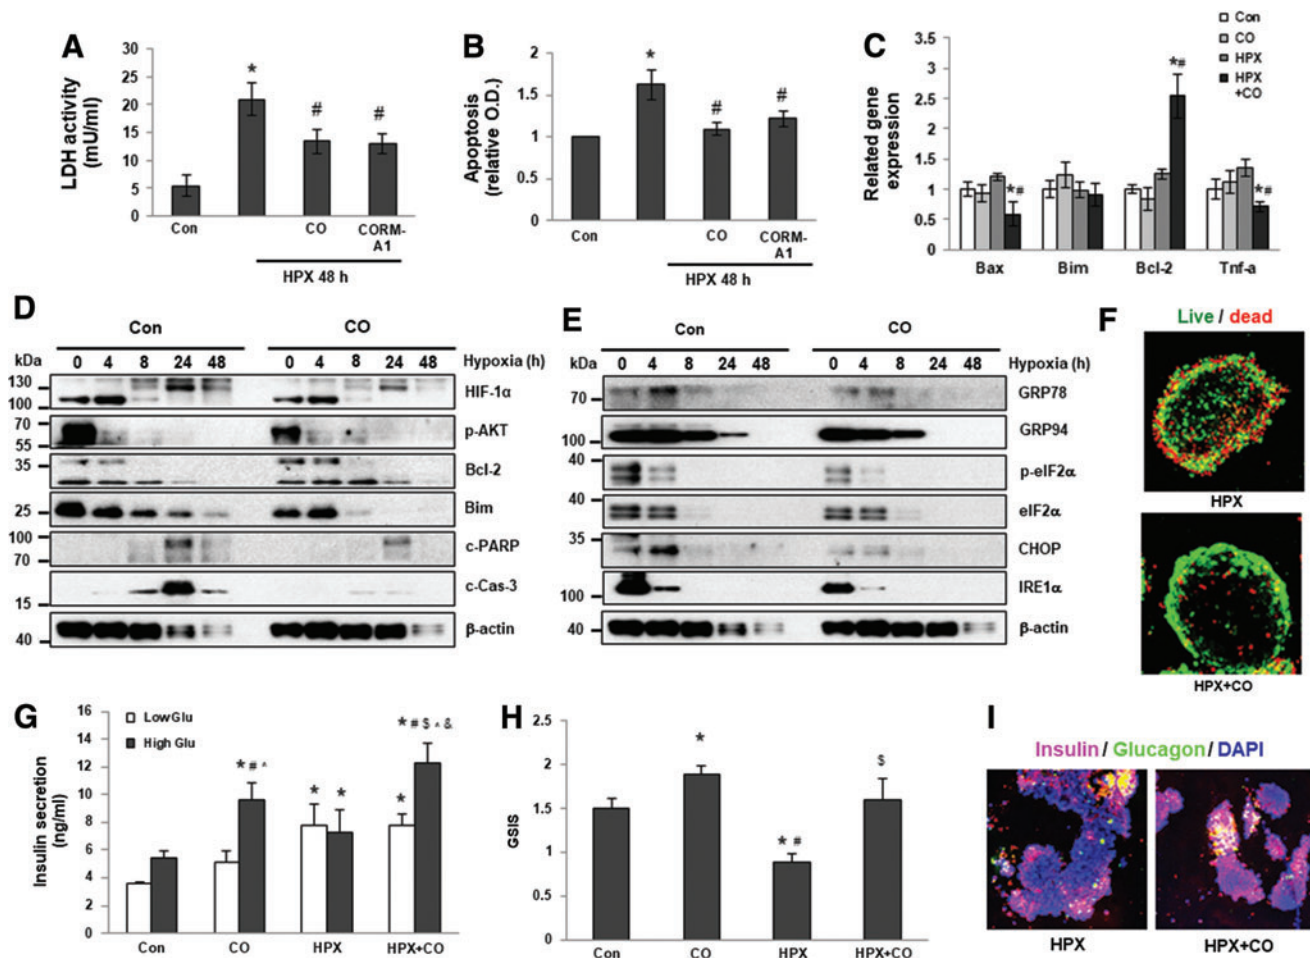 A
LDH activity
(mU/ml)
30
25
20
15
10
5
0
*
#
#
Con
CO
CORM-
A1
HPX 48 h
B
Apoptosis
(relative O.D.)
2
1.5
1
0.5
0
*
#
#
Con
CO
CORM-
A1
HPX 48 h
C
Related gene
expression
3.5
3
2.5
2
1.5
1
0.5
0
Con
CO
HPX
HPX
+CO
*#
*#
*#
Bax
Bim
Bcl-2
Tnf-a
D
Con
CO
kDa
0 4 8 24 48
0 4 8 24 48
Hypoxia (h)
130
100
HIF-1α
70
55
p-AKT
35
Bcl-2
25
Bim
100
70
c-PARP
15
c-Cas-3
40
β-actin
E
Con
CO
kDa
0 4 8 24 48
0 4 8 24 48
Hypoxia (h)
70
GRP78
100
GRP94
40
p-eIF2α
40
eIF2α
35
CHOP
100
IRE1α
40
β-actin
F
Live / dead
HPX
HPX+CO
G
Insulin secretion
(ng/ml)
16
14
12
10
8
6
4
2
0
Low Glu
High Glu
* # ^
*
*
*
* # $ ^ &
Con
CO
HPX
HPX+CO
H
GSIS
2.5
2
1.5
1
0.5
0
*
* #
$
Con
CO
HPX
HPX+CO
I
Insulin / Glucagon / DAPI
HPX
HPX+CO